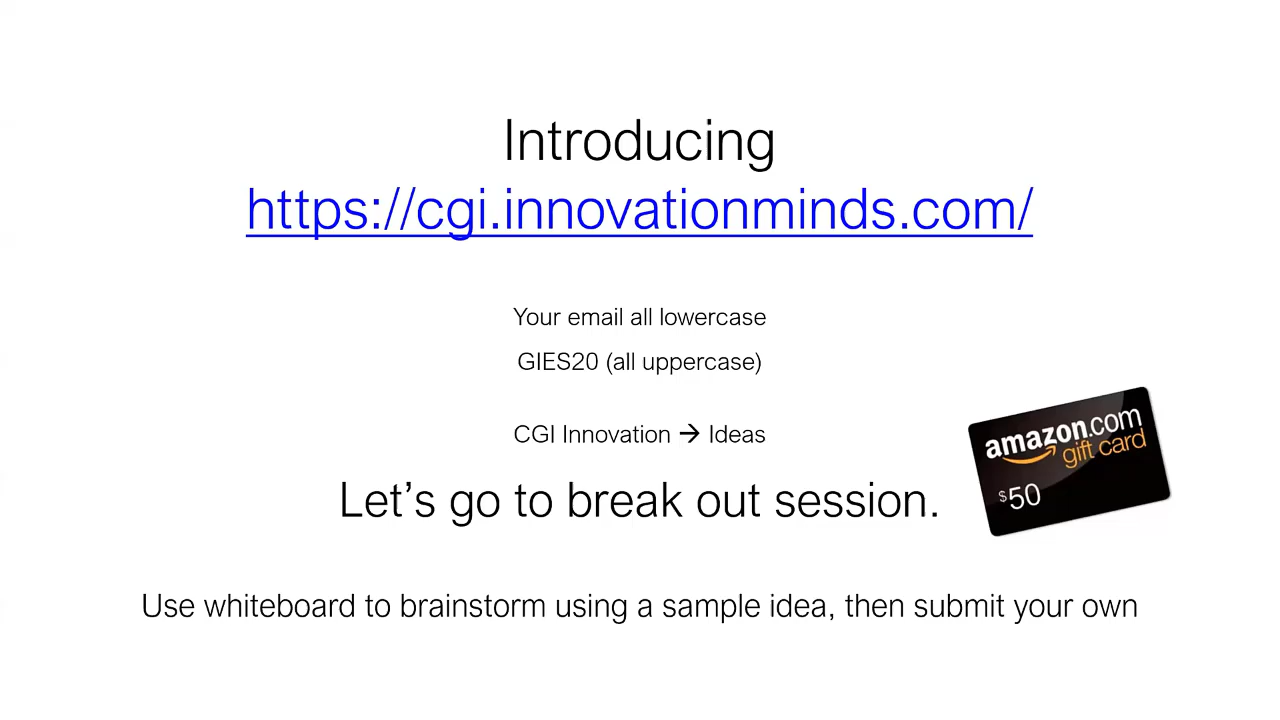 Introducing
https://cgi.innovationminds.com/
Your email all lowercase
GIES20 (all uppercase)
CGI Innovation → Ideas
Let’s go to break out session.
amazon.com
gift card
$50
Use whiteboard to brainstorm using a sample idea, then submit your own